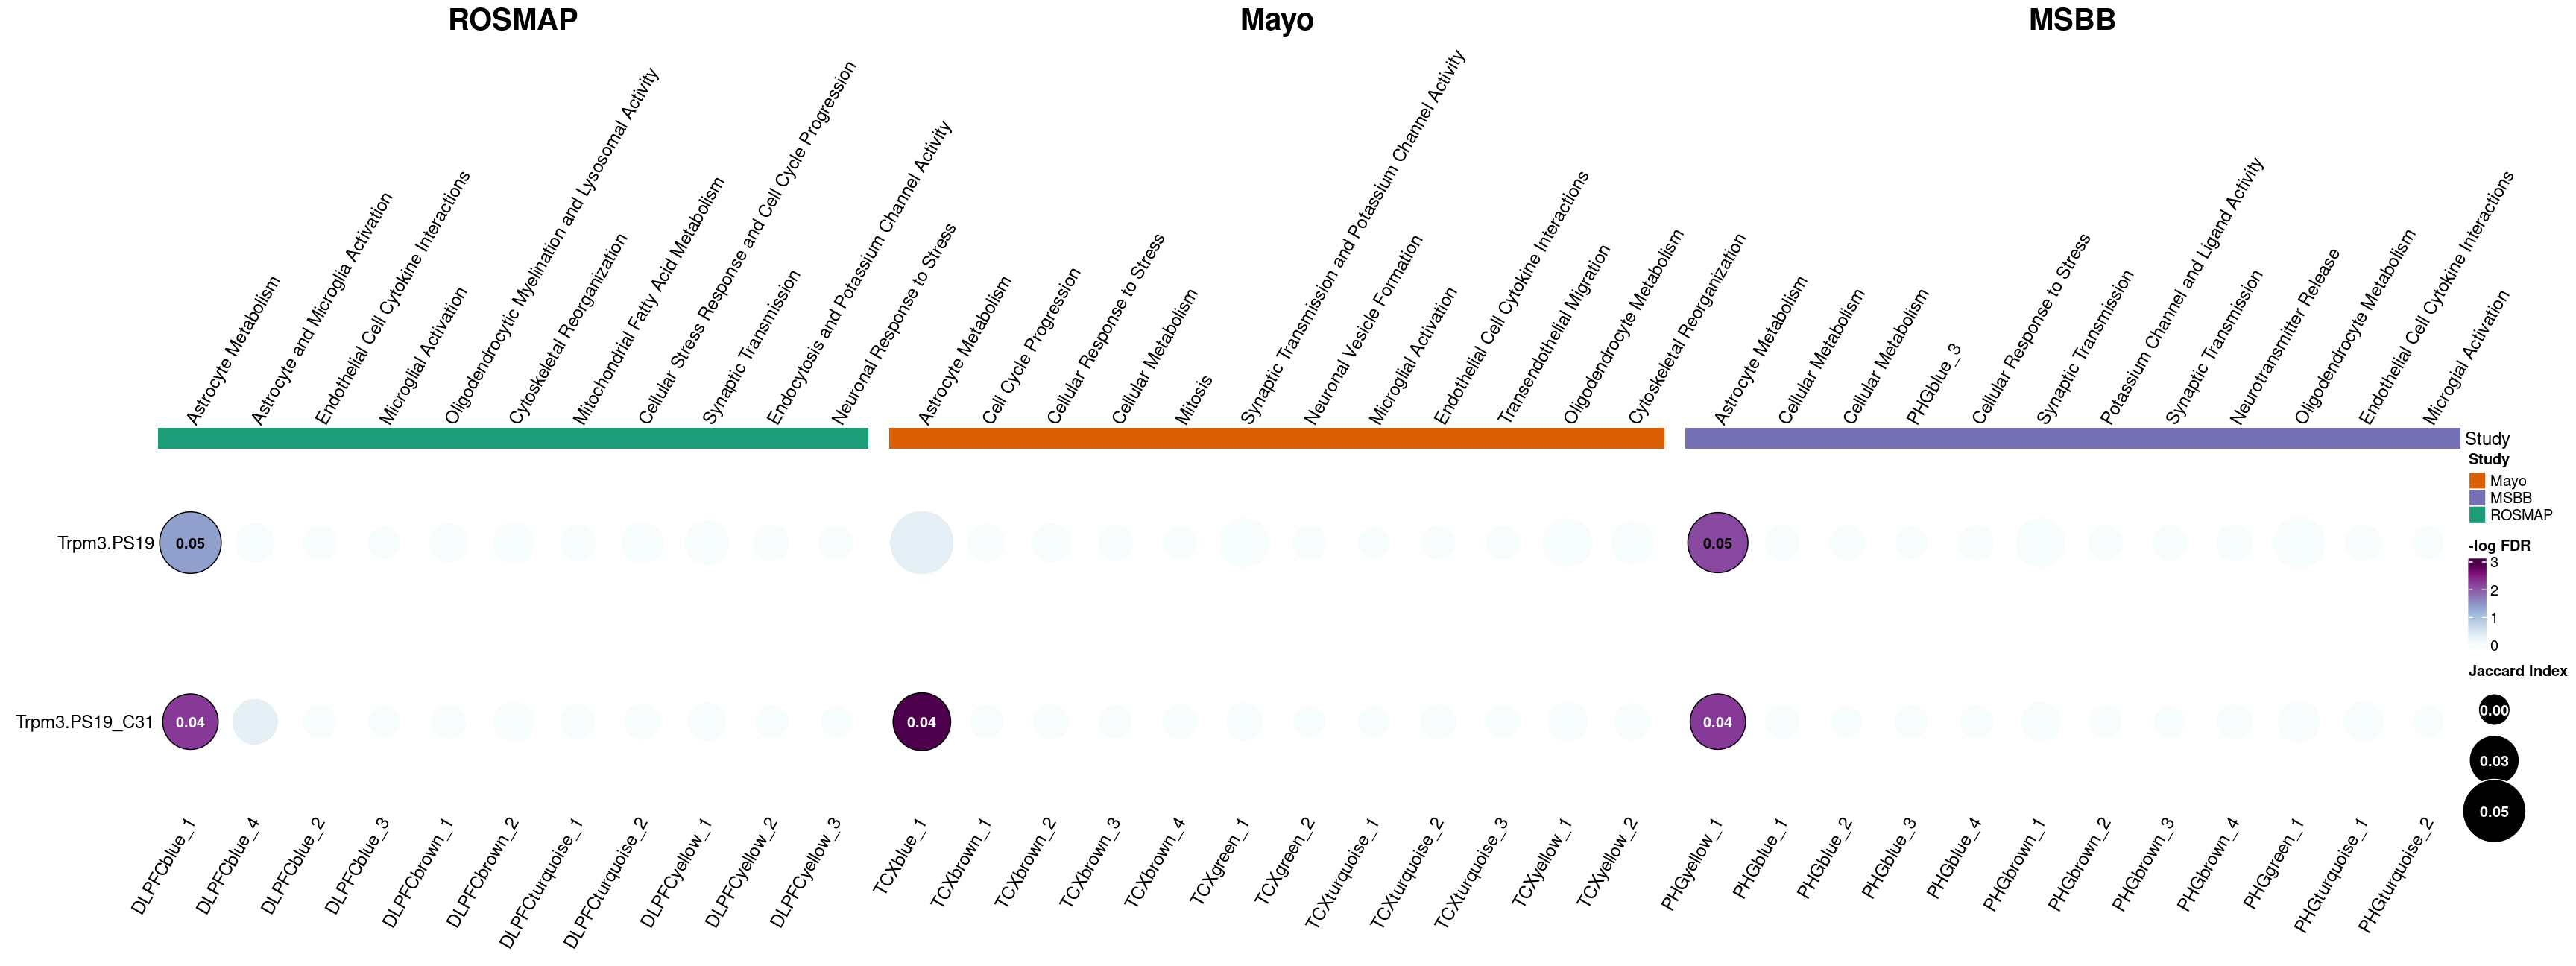 ROSMAP
Mayo
MSBB
Astrocyte Metabolism
Astrocyte and Microglia Activation
Endothelial Cell Cytokine Interactions
Microglial Activation
Oligodendrocytic Myelination and Lysosomal Activity
Cytoskeletal Reorganization
Mitochondrial Fatty Acid Metabolism
Cellular Stress Response and Cell Cycle Progression
Synaptic Transmission
Endocytosis and Potassium Channel Activity
Neuronal Response to Stress
Astrocyte Metabolism
Cell Cycle Progression
Cellular Response to Stress
Cellular Metabolism
Mitosis
Synaptic Transmission and Potassium Channel Activity
Neuronal Vesicle Formation
Microglial Activation
Endothelial Cell Cytokine Interactions
Transendothelial Migration
Oligodendrocyte Metabolism
Cytoskeletal Reorganization
Astrocyte Metabolism
Cellular Metabolism
Cellular Metabolism
PHGblue_3
Cellular Response to Stress
Synaptic Transmission
Potassium Channel and Ligand Activity
Synaptic Transmission
Neurotransmitter Release
Oligodendrocyte Metabolism
Endothelial Cell Cytokine Interactions
Microglial Activation
Study
Trpm3.PS19
0.05
0.05
Trpm3.PS19_C31
0.04
0.04
0.04
DLPFCblue_1
DLPFCblue_4
DLPFCblue_2
DLPFCblue_3
DLPFCbrown_1
DLPFCbrown_2
DLPFCturquoise_1
DLPFCturquoise_2
DLPFCyellow_1
DLPFCyellow_2
DLPFCyellow_3
TCXblue_1
TCXbrown_1
TCXbrown_2
TCXbrown_3
TCXbrown_4
TCXgreen_1
TCXgreen_2
TCXturquoise_1
TCXturquoise_2
TCXturquoise_3
TCXyellow_1
TCXyellow_2
PHGyellow_1
PHGblue_1
PHGblue_2
PHGblue_3
PHGblue_4
PHGbrown_1
PHGbrown_2
PHGbrown_3
PHGbrown_4
PHGgreen_1
PHGturquoise_1
PHGturquoise_2
Study
Mayo
MSBB
ROSMAP
-log FDR
3
2
1
0
Jaccard Index
0.00
0.03
0.05